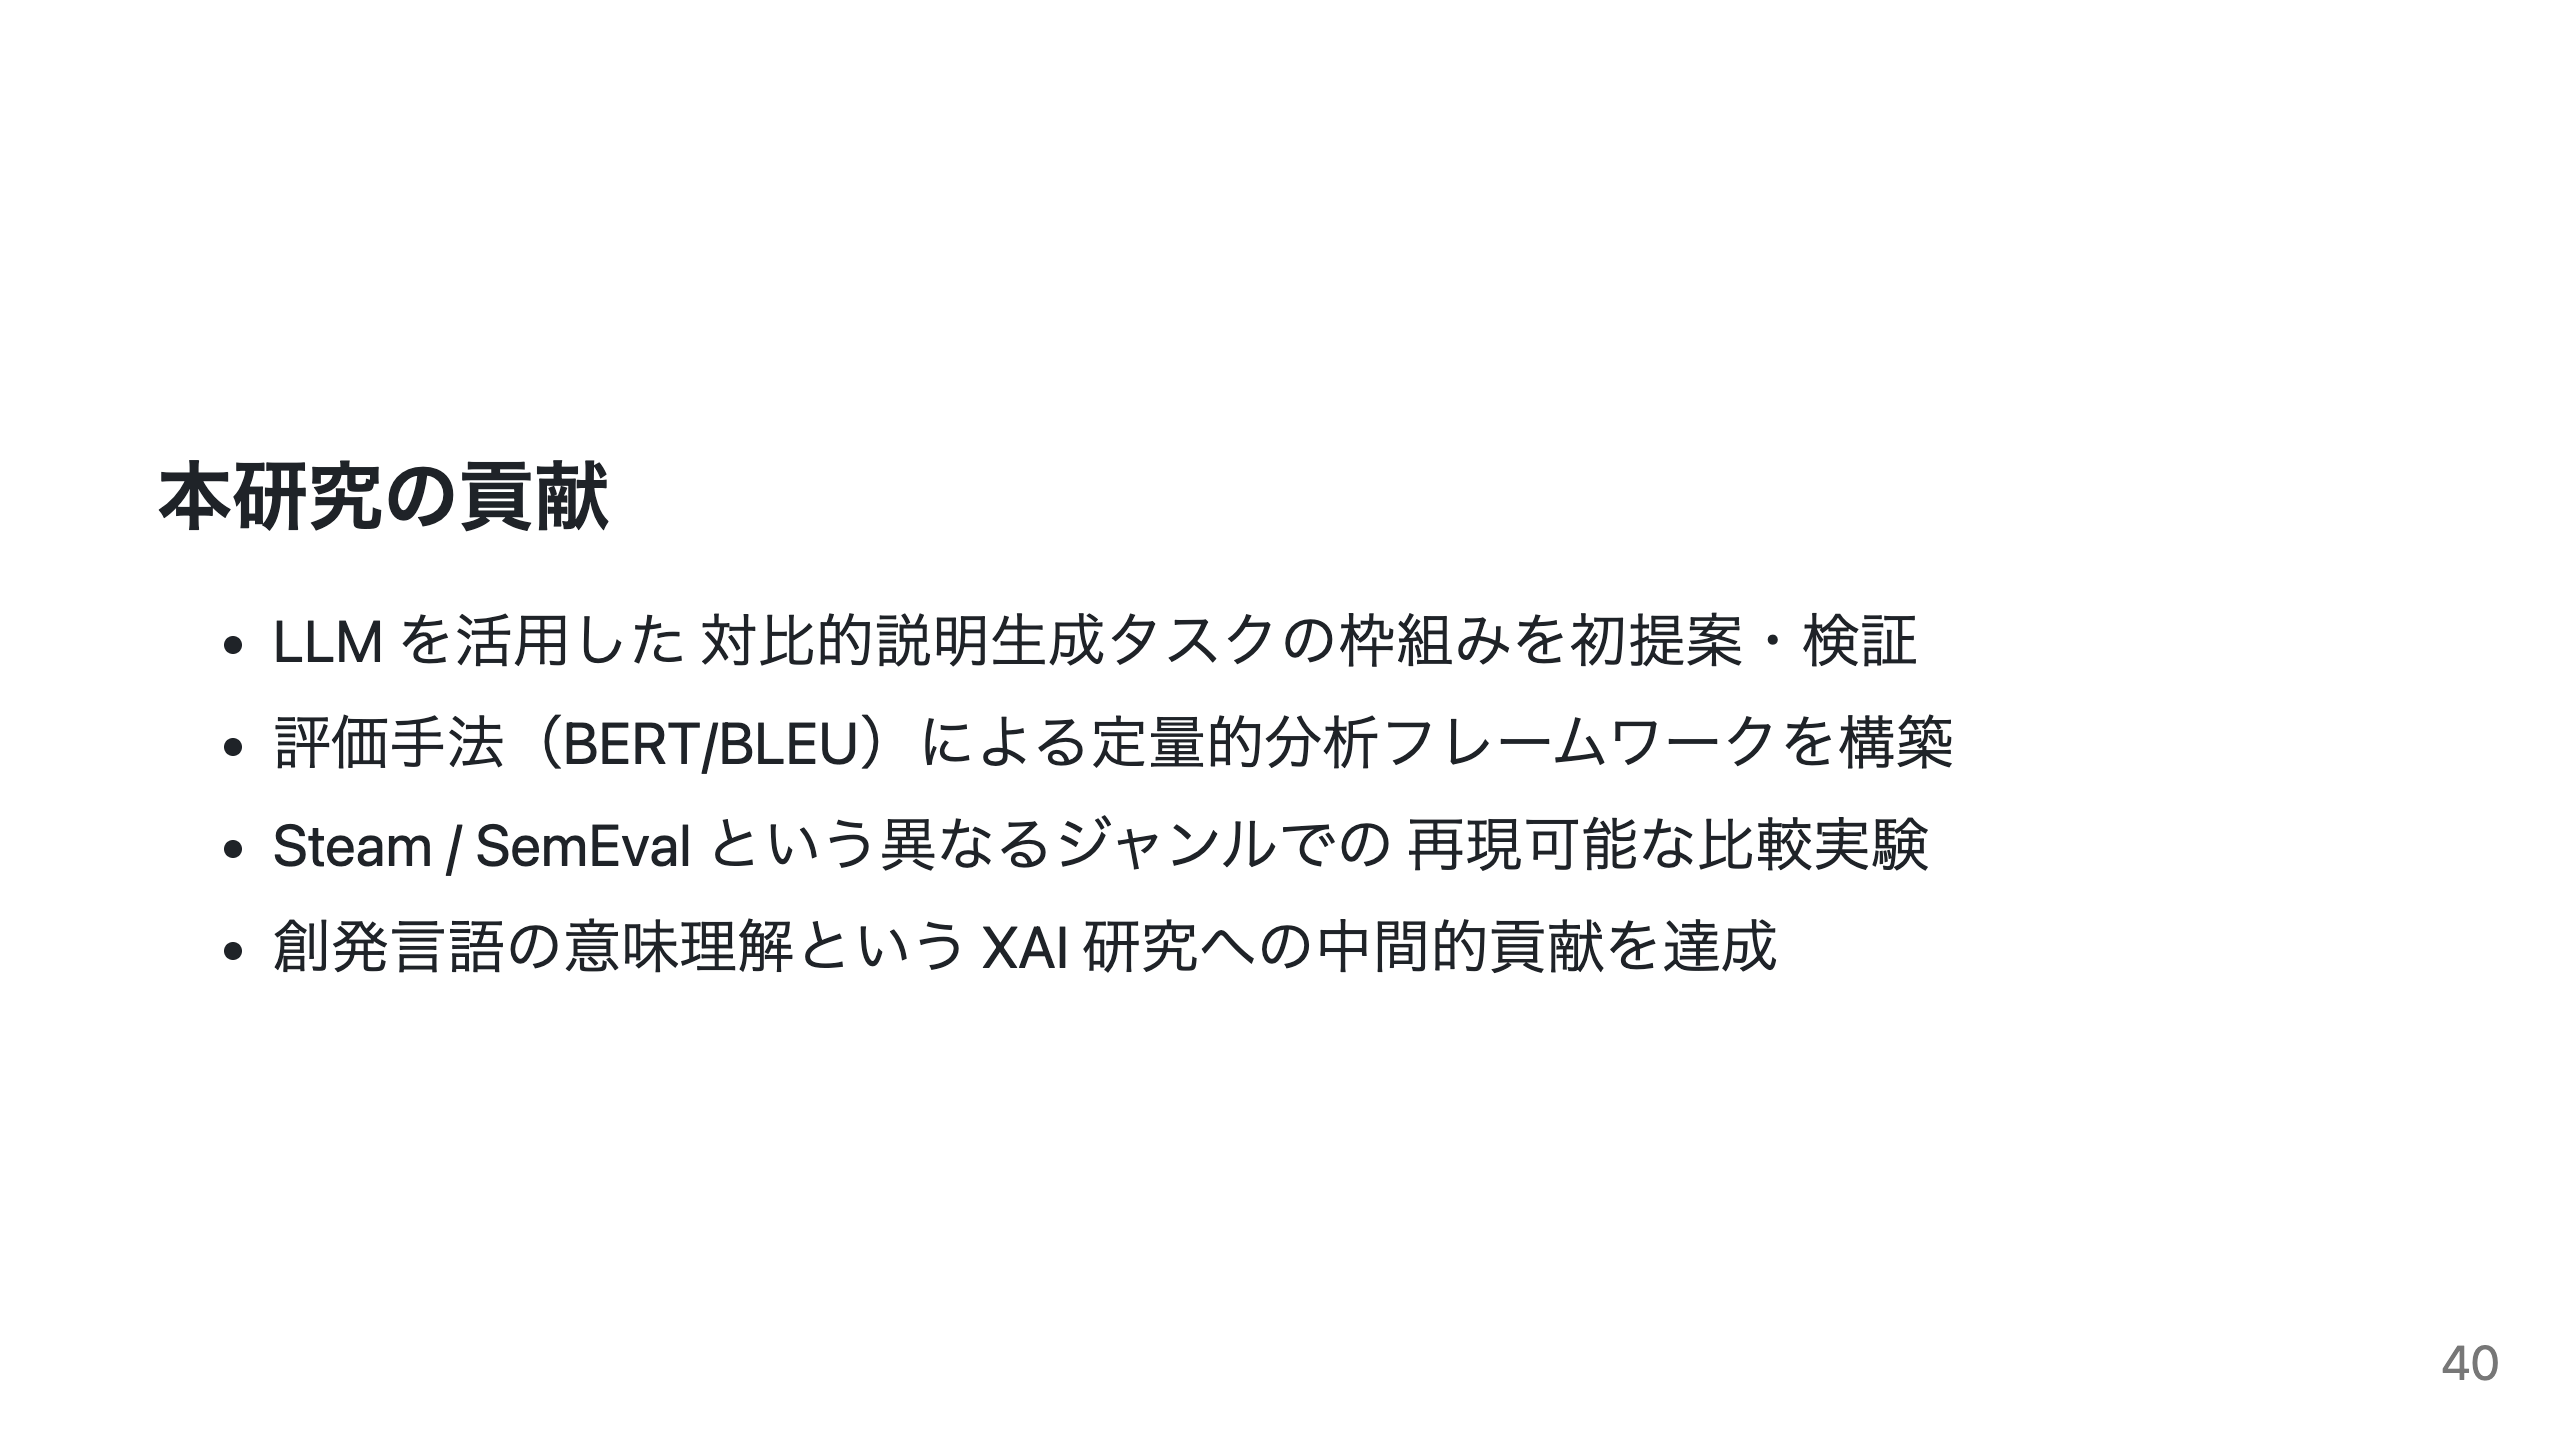 本研究の貢献
• LLM を活用した 対比的説明生成タスクの枠組みを初提案・検証
• 評価手法（BERT/BLEU）による定量的分析フレームワークを構築
• Steam / SemEval という異なるジャンルでの 再現可能な比較実験
• 創発言語の意味理解という XAI 研究への中間的貢献を達成
40